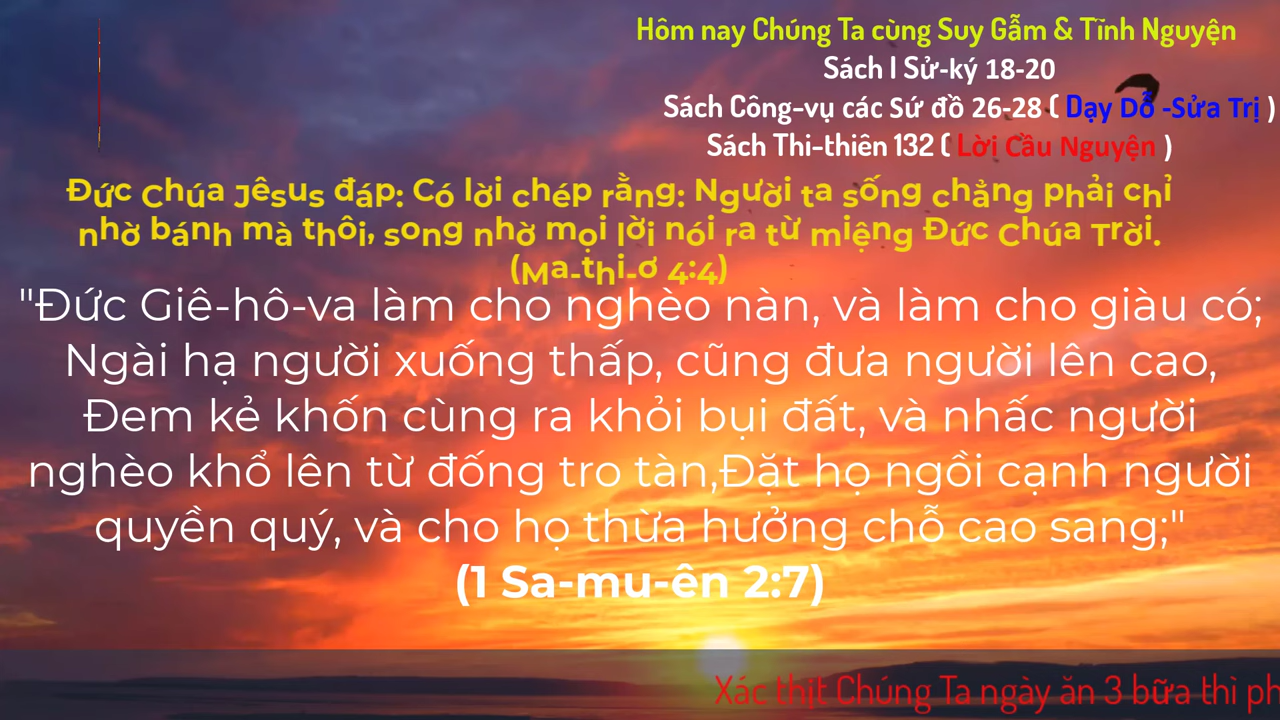 Hôm nay Chúng Ta cùng Suy Gẫm & Tĩnh Nguyện
Sách I Sử-ký 18-20
Sách Công-vụ các Sứ đồ 26-28 ( Dạy Dỗ -Sửa Trị )
Sách Thi-thiên 132 ( Lời Cầu Nguyện )
Đức Chúa Jêsus đáp: Có lời chép rằng: Người ta sống chẳng phải chỉ
nhờ bánh mà thôi, song nhờ mọi lời nói ra từ miệng Đức Chúa Trời.
(Ma-thi-ơ 4:4)
"Đức Giê-hô-va làm cho nghèo nàn, và làm cho giàu có;
Ngài hạ người xuống thấp, cũng đưa người lên cao,
Đem kẻ khốn cùng ra khỏi bụi đất, và nhấc người
nghèo khổ lên từ đống tro tàn,Đặt họ ngồi cạnh người
quyền quý, và cho họ thừa hưởng chỗ cao sang;"
(1 Sa-mu-ên 2:7)
Xác thịt Chúng Ta ngày ăn 3 bữa thì ph